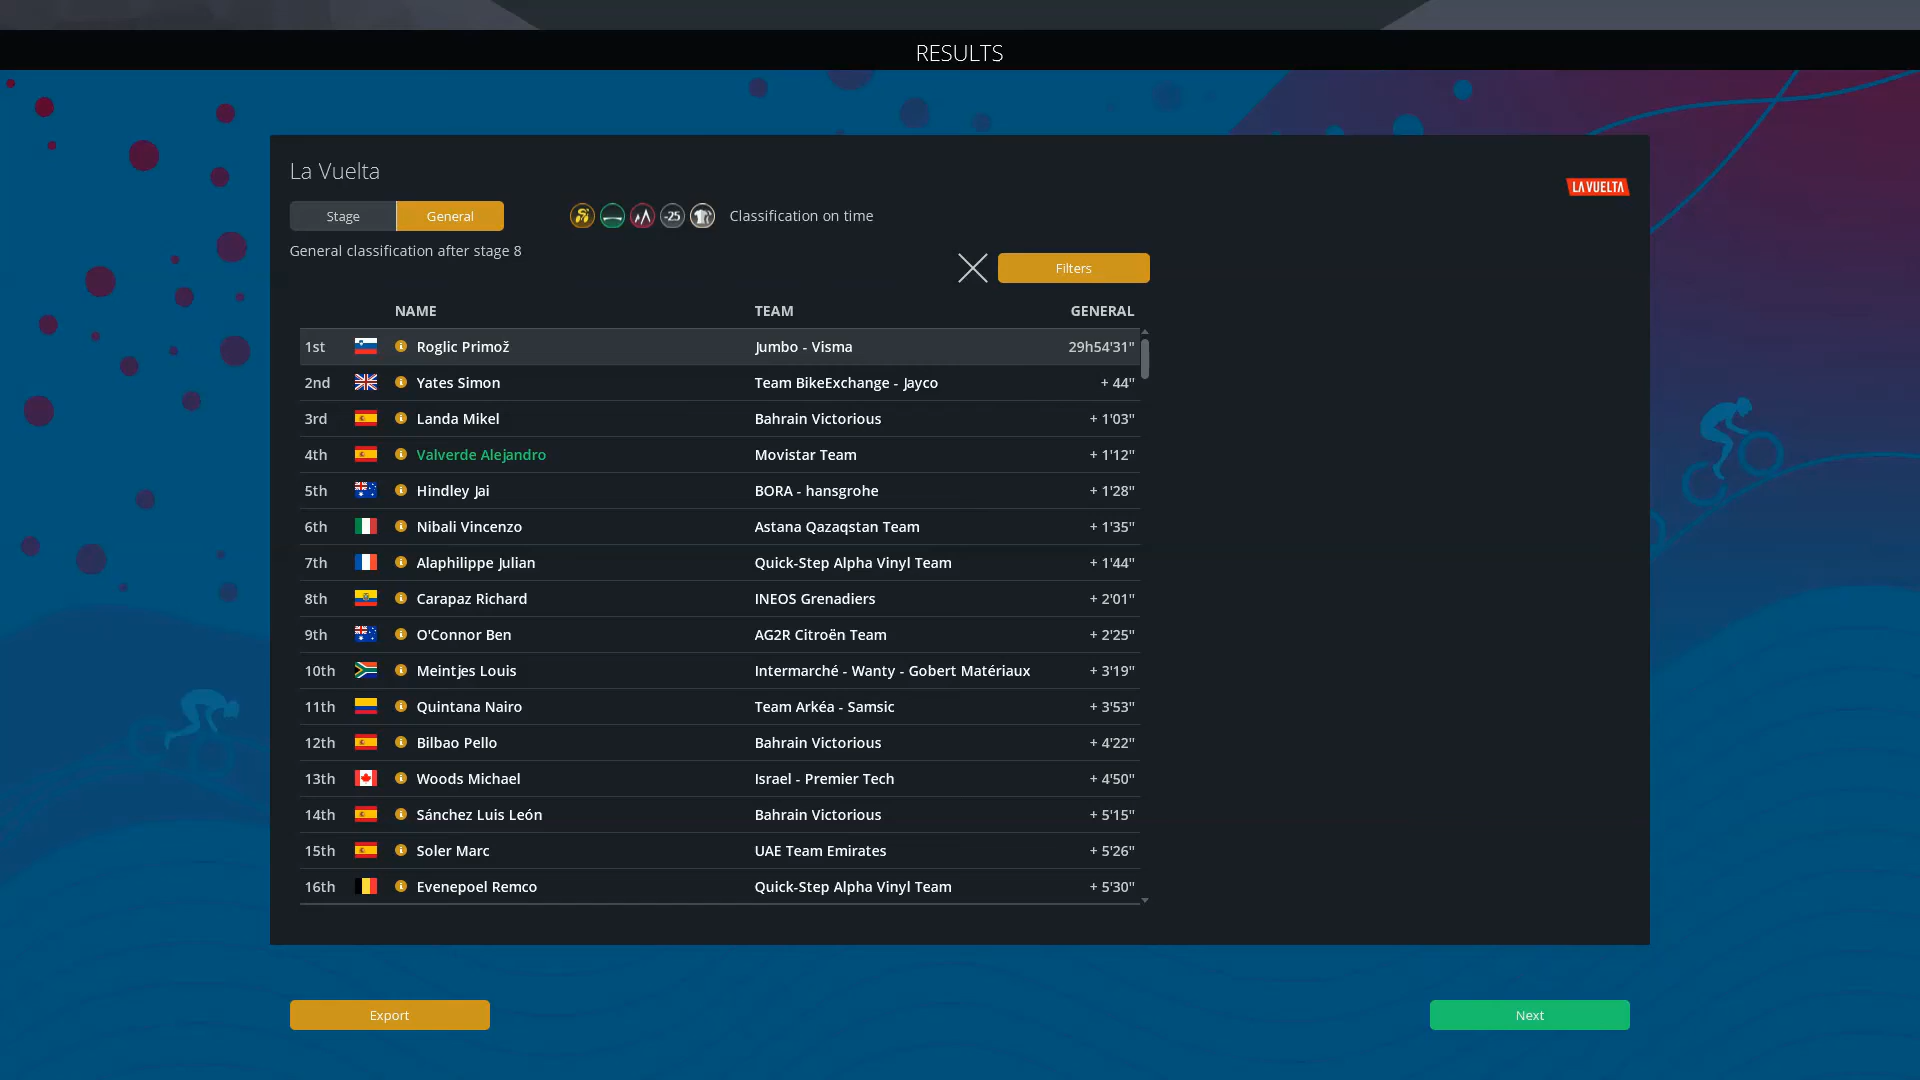 RESULTS
La Vuelta
LA VUELTA
Stage General -25 Classification on time
General classification after stage 8
Filters
NAME TEAM GENERAL
1st Roglic Primož Jumbo - Visma 29h54'31"
2nd Yates Simon Team BikeExchange - Jayco + 44"
3rd Landa Mikel Bahrain Victorious + 1'03"
4th Valverde Alejandro Movistar Team + 1'12"
5th Hindley Jai BORA - hansgrohe + 1'28"
6th Nibali Vincenzo Astana Qazaqstan Team + 1'35"
7th Alaphilippe Julian Quick-Step Alpha Vinyl Team + 1'44"
8th Carapaz Richard INEOS Grenadiers + 2'01"
9th O'Connor Ben AG2R Citroën Team + 2'25"
10th Meintjes Louis Intermarché - Wanty - Gobert Matériaux + 3'19"
11th Quintana Nairo Team Arkéa - Samsic + 3'53"
12th Bilbao Pello Bahrain Victorious + 4'22"
13th Woods Michael Israel - Premier Tech + 4'50"
14th Sánchez Luis León Bahrain Victorious + 5'15"
15th Soler Marc UAE Team Emirates + 5'26"
16th Evenepoel Remco Quick-Step Alpha Vinyl Team + 5'30"
Export Next